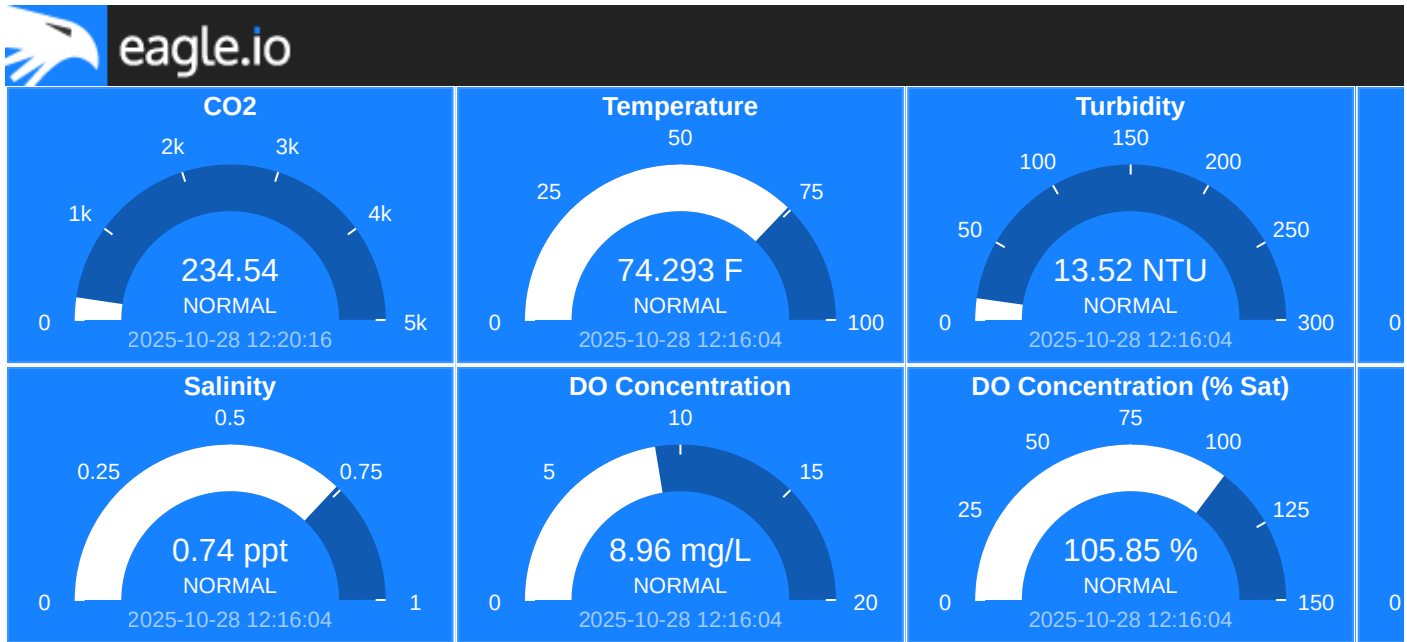 eagle.io
CO2
2k 3k
1k 4k
234.54
NORMAL
0 5k
2025-10-28 12:20:16
Temperature
50
25 75
74.293 F
NORMAL
0 100
2025-10-28 12:16:04
Turbidity
150
100 200
50 250
13.52 NTU
NORMAL
0 300
2025-10-28 12:16:04
0
Salinity
0.5
0.25 0.75
0.74 ppt
NORMAL
0 1
2025-10-28 12:16:04
DO Concentration
10
5 15
8.96 mg/L
NORMAL
0 20
2025-10-28 12:16:04
DO Concentration (% Sat)
75
50 100
25 125
105.85 %
NORMAL
0 150
2025-10-28 12:16:04
0